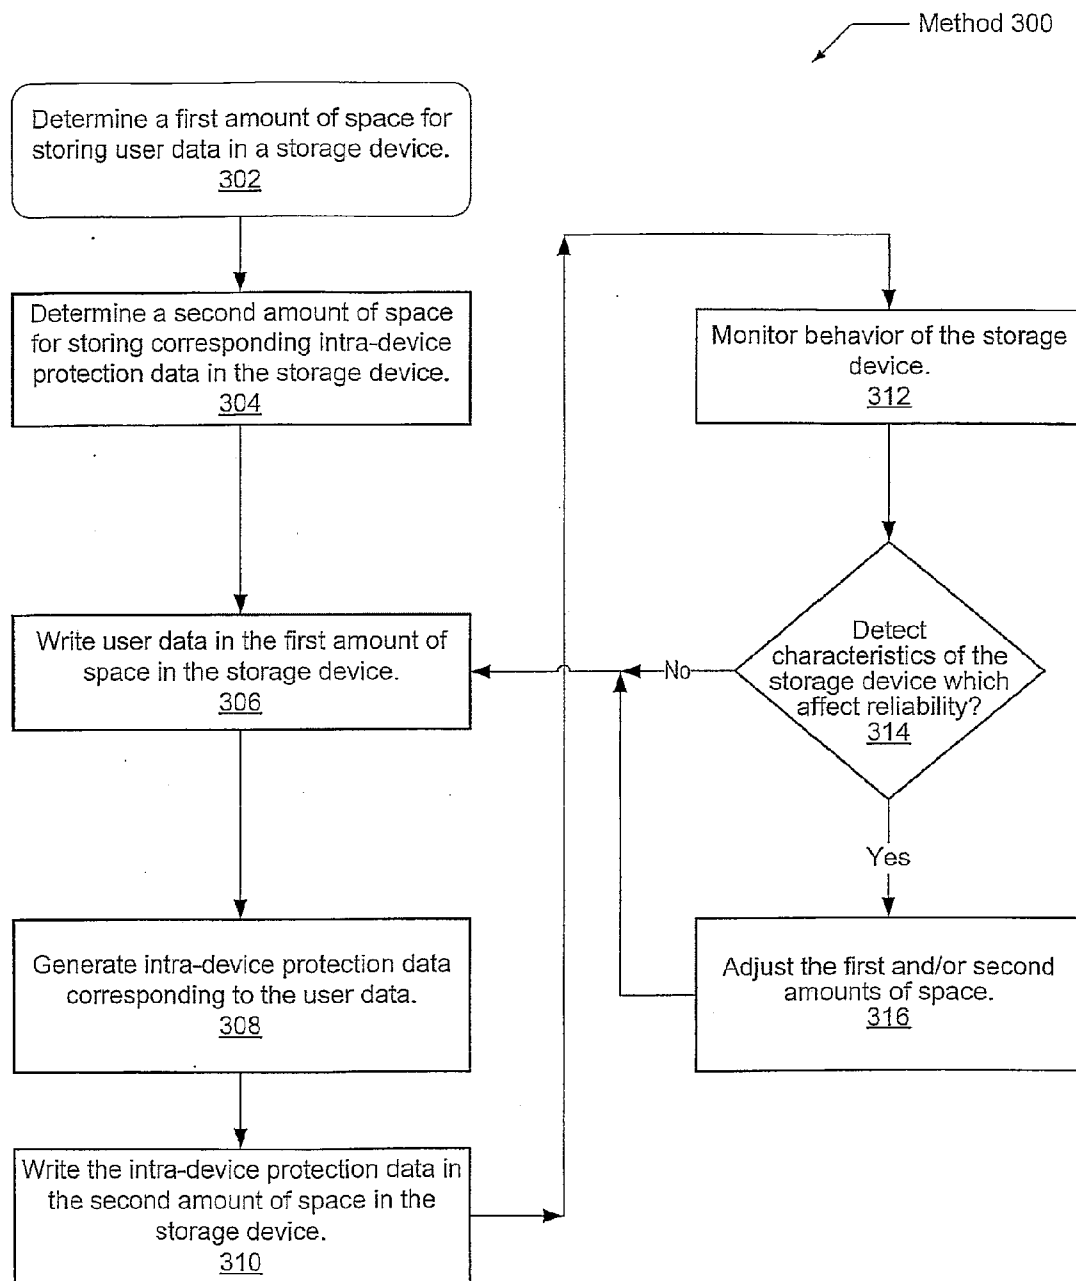 Method 300
Determine a first amount of space for
storing user data in a storage device.
302
Determine a second amount of space
for storing corresponding intra-device
protection data in the storage device.
304
Write user data in the first amount of
space in the storage device.
306
Generate intra-device protection data
corresponding to the user data.
308
Write the intra-device protection data in
the second amount of space in the
storage device.
310
Monitor behavior of the storage
device.
312
Detect
characteristics of the
storage device which
affect reliability?
314
No
Yes
Adjust the first and/or second
amounts of space.
316